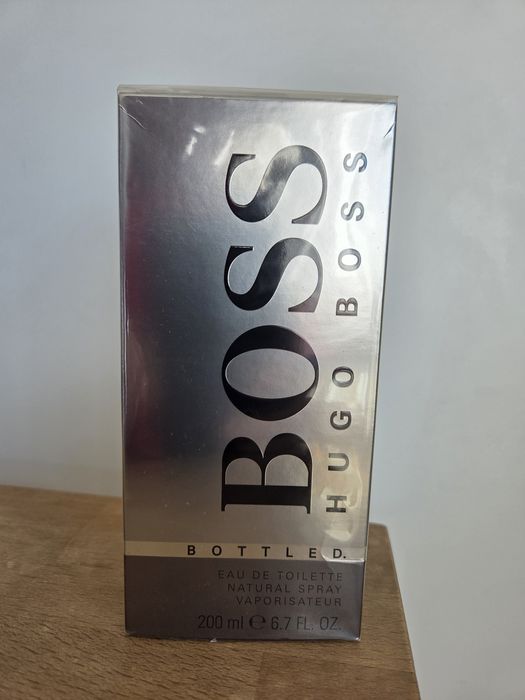 BOSS
HUGO BOSS
BOTTLED.
EAU DE TOILETTE
NATURAL SPRAY
VAPORISATEUR
200 ml ℮ 6.7 FL. OZ.